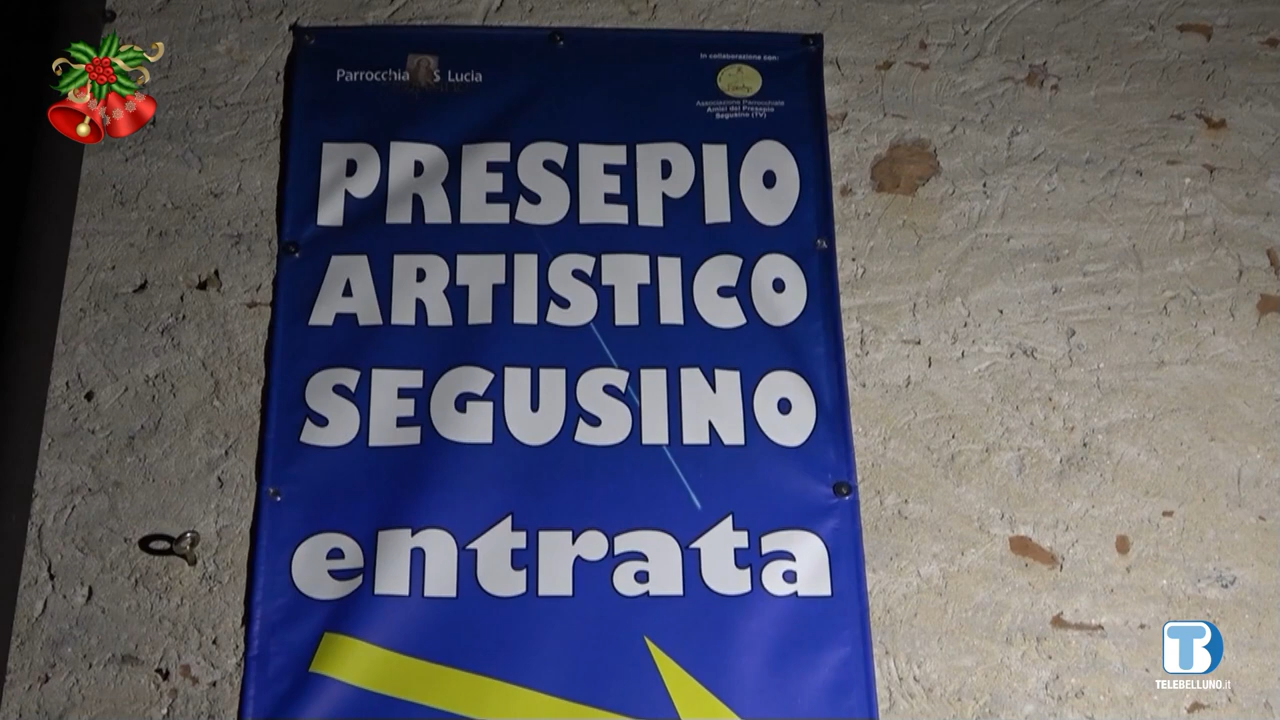 Parrocchia S Lucia
In collaborazione con:
Associazione Parrocchiale
Amici del Presepio
Segusino (TV)
PRESEPIO
ARTISTICO
SEGUSINO
entrata
TELEBELLUNO.it